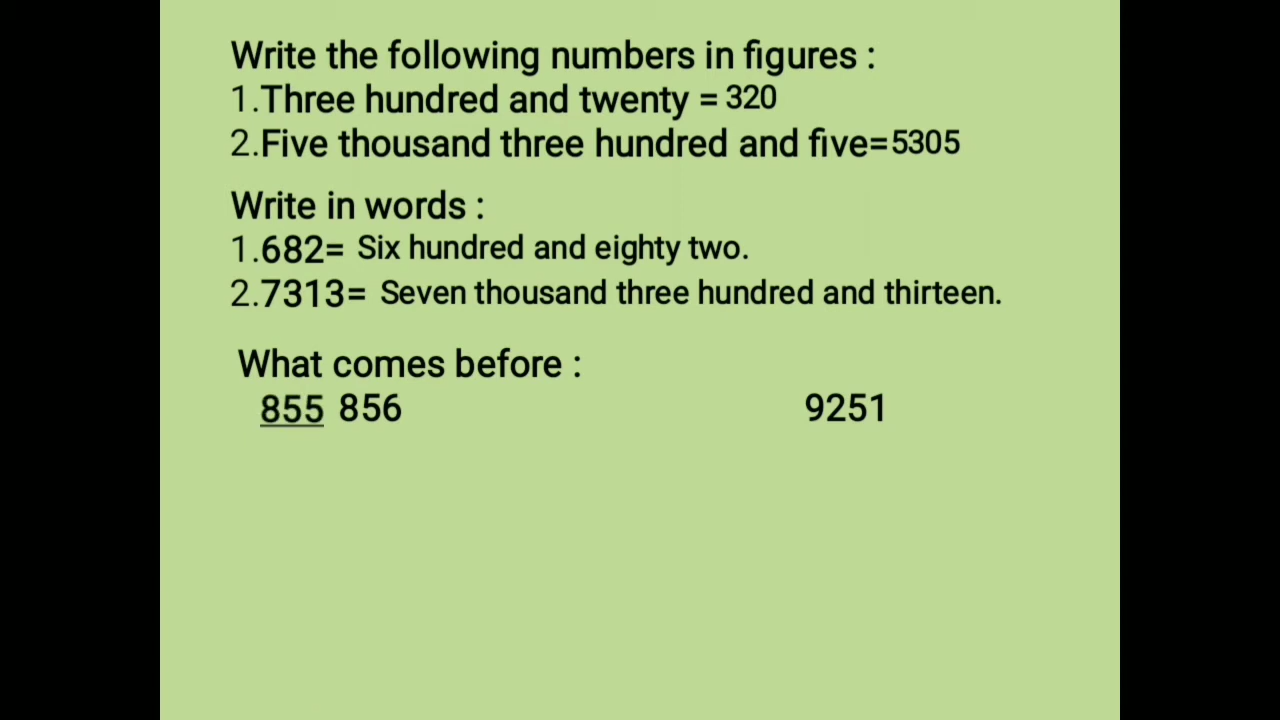 Write the following numbers in figures :
1.Three hundred and twenty = 320
2.Five thousand three hundred and five=5305
Write in words :
1.682= Six hundred and eighty two.
2.7313= Seven thousand three hundred and thirteen.
What comes before :
855 856 9251